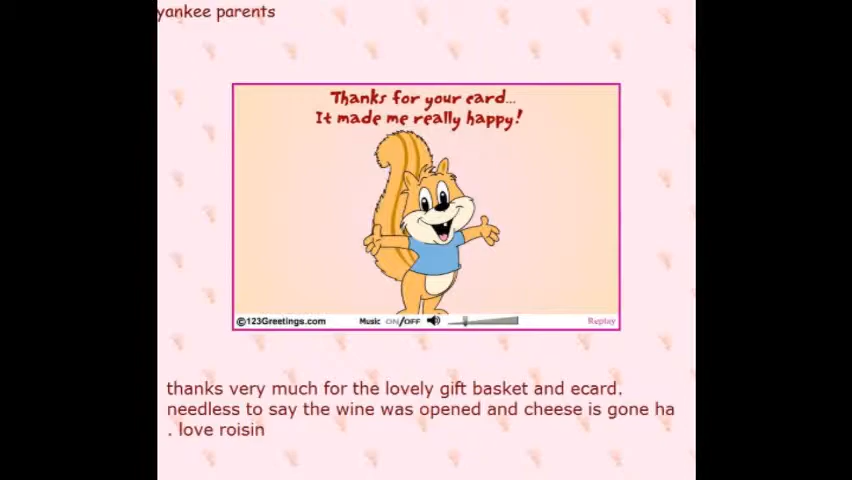 yankee parents
Thanks for your card...
It made me really happy!
©123Greetings.com Music ON/OFF Replay
thanks very much for the lovely gift basket and ecard.
needless to say the wine was opened and cheese is gone ha
. love roisin